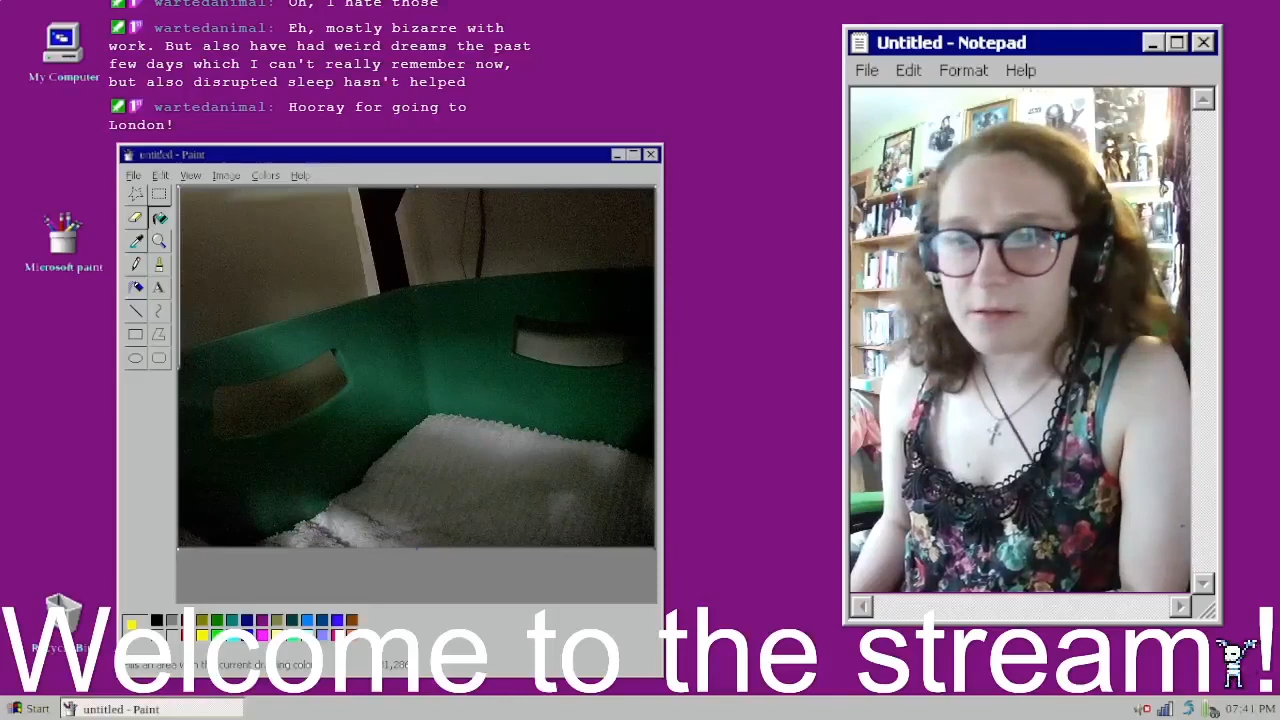 wartedanimal: Oh, I hate those
wartedanimal: Eh, mostly bizarre with
work. But also have had weird dreams the past
few days which I can't really remember now,
but also disrupted sleep hasn't helped
wartedanimal: Hooray for going to
London!
My Computer
Microsoft paint
untitled - Paint
File Edit View Image Colors Help
A
Untitled - Notepad
File Edit Format Help
Welcome to the stream!
Start
untitled - Paint
07:41 PM